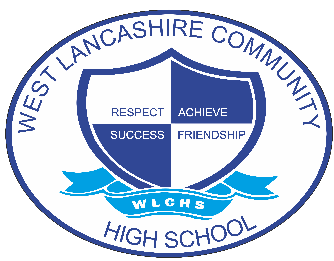 WEST LANCASHIRE COMMUNITY
RESPECT ACHIEVE
SUCCESS FRIENDSHIP
WLCHS
HIGH SCHOOL